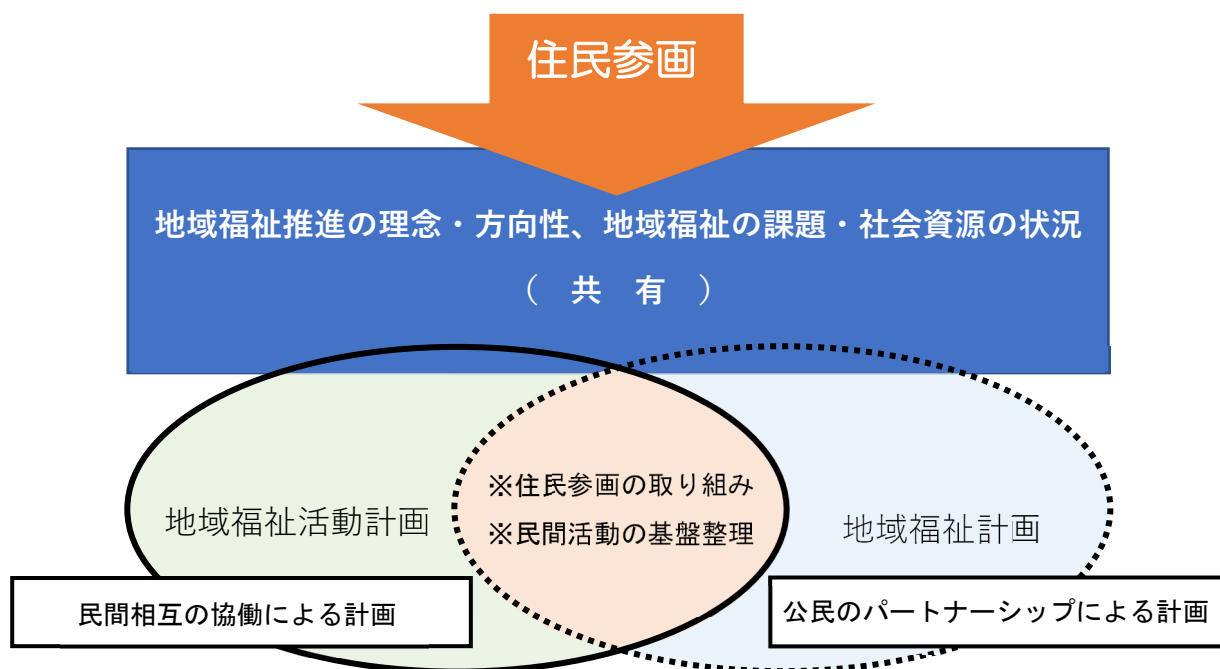 住民参画
地域福祉推進の理念・方向性、地域福祉の課題・社会資源の状況
（　共　有　）
※住民参画の取り組み
※民間活動の基盤整理
地域福祉活動計画
地域福祉計画
民間相互の協働による計画
公民のパートナーシップによる計画